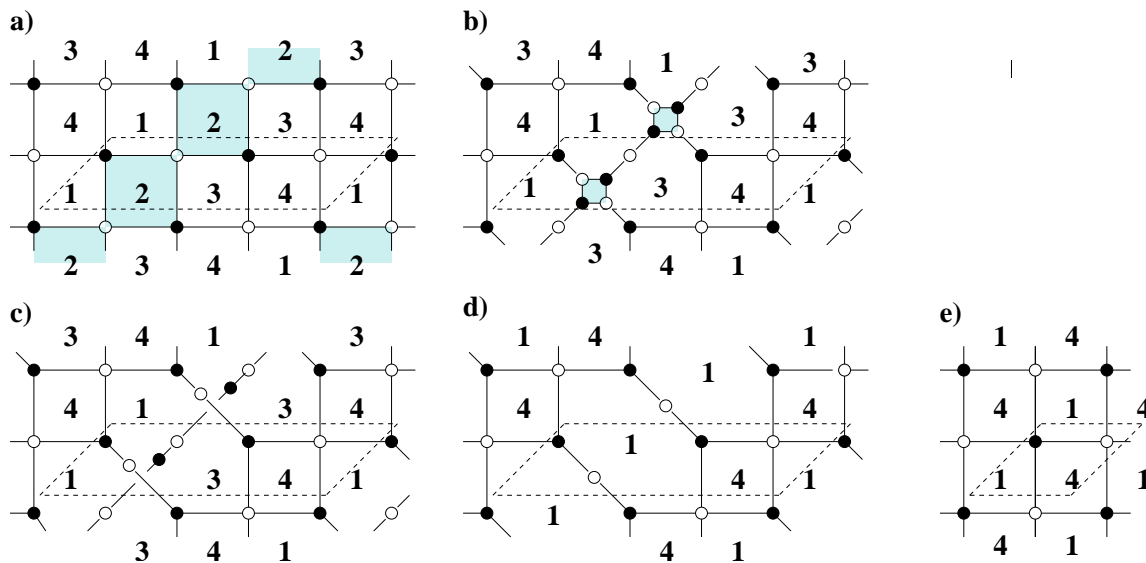 a)
3 4 1 2 3
4 1 2 3 4
1 2 3 4 1
2 3 4 1 2
b)
3 4 1 3
4 1 3 4
1 3 4 1
3 4 1
c)
3 4 1 3
4 1 3 4
1 3 4 1
3 4 1
d)
1 4 1 1
4 1 4
1 4 1
4 1
e)
1 4
4 1 4
1 4 1
4 1